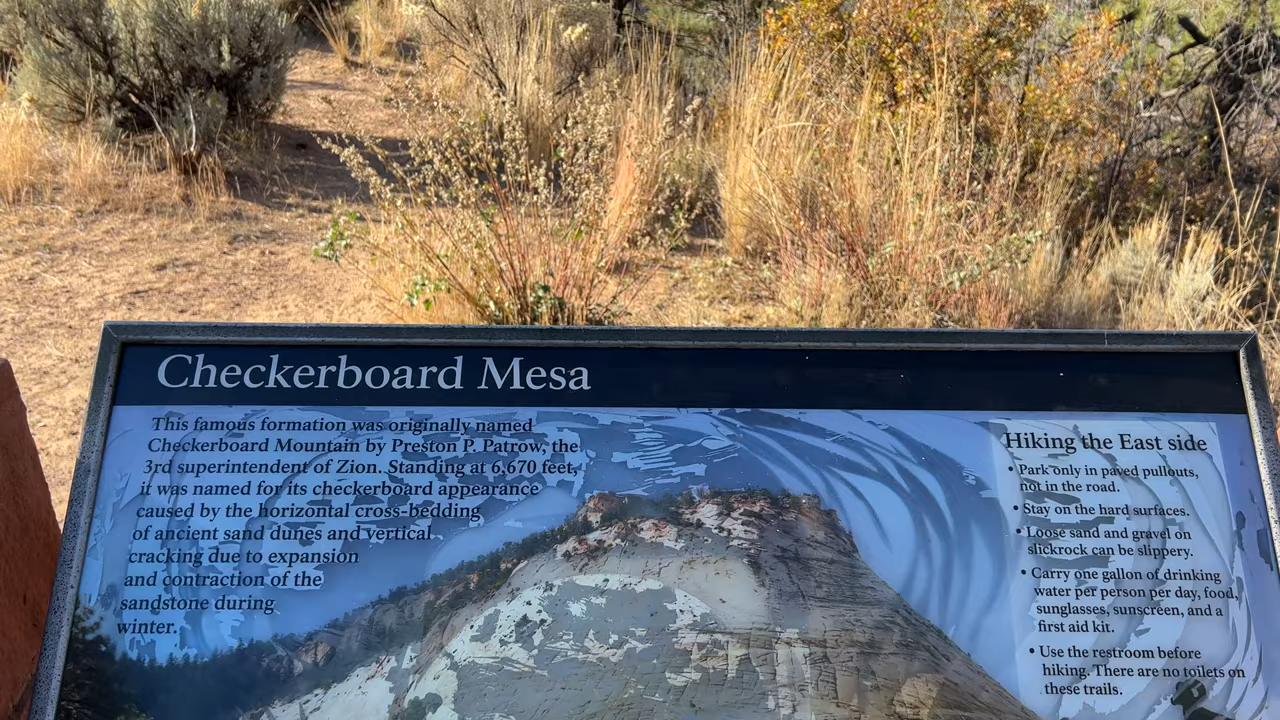 Checkerboard Mesa
This famous formation was originally named
Checkerboard Mountain by Preston P. Patrow, the
3rd superintendent of Zion. Standing at 6,670 feet,
it was named for its checkerboard appearance
caused by the horizontal cross-bedding
of ancient sand dunes and vertical
cracking due to expansion
and contraction of the
sandstone during
winter.
Hiking the East side
• Park only in paved pullouts,
not in the road.
• Stay on the hard surfaces.
• Loose sand and gravel on
slickrock can be slippery.
• Carry one gallon of drinking
water per person per day, food,
sunglasses, sunscreen, and a
first aid kit.
• Use the restroom before
hiking. There are no toilets on
these trails.